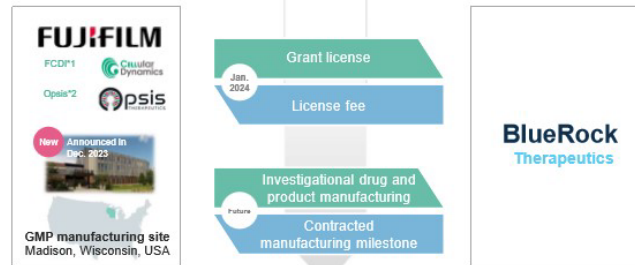 FUJIFILM
FCDI*1
Cellular
Dynamics
Opsis*2
Opsis
THERAPEUTICS
New
Announced in
Dec. 2023
GMP manufacturing site
Madison, Wisconsin, USA
Grant license
Jan.
2024
License fee
Investigational drug and
product manufacturing
Future
Contracted
manufacturing milestone
BlueRock
Therapeutics